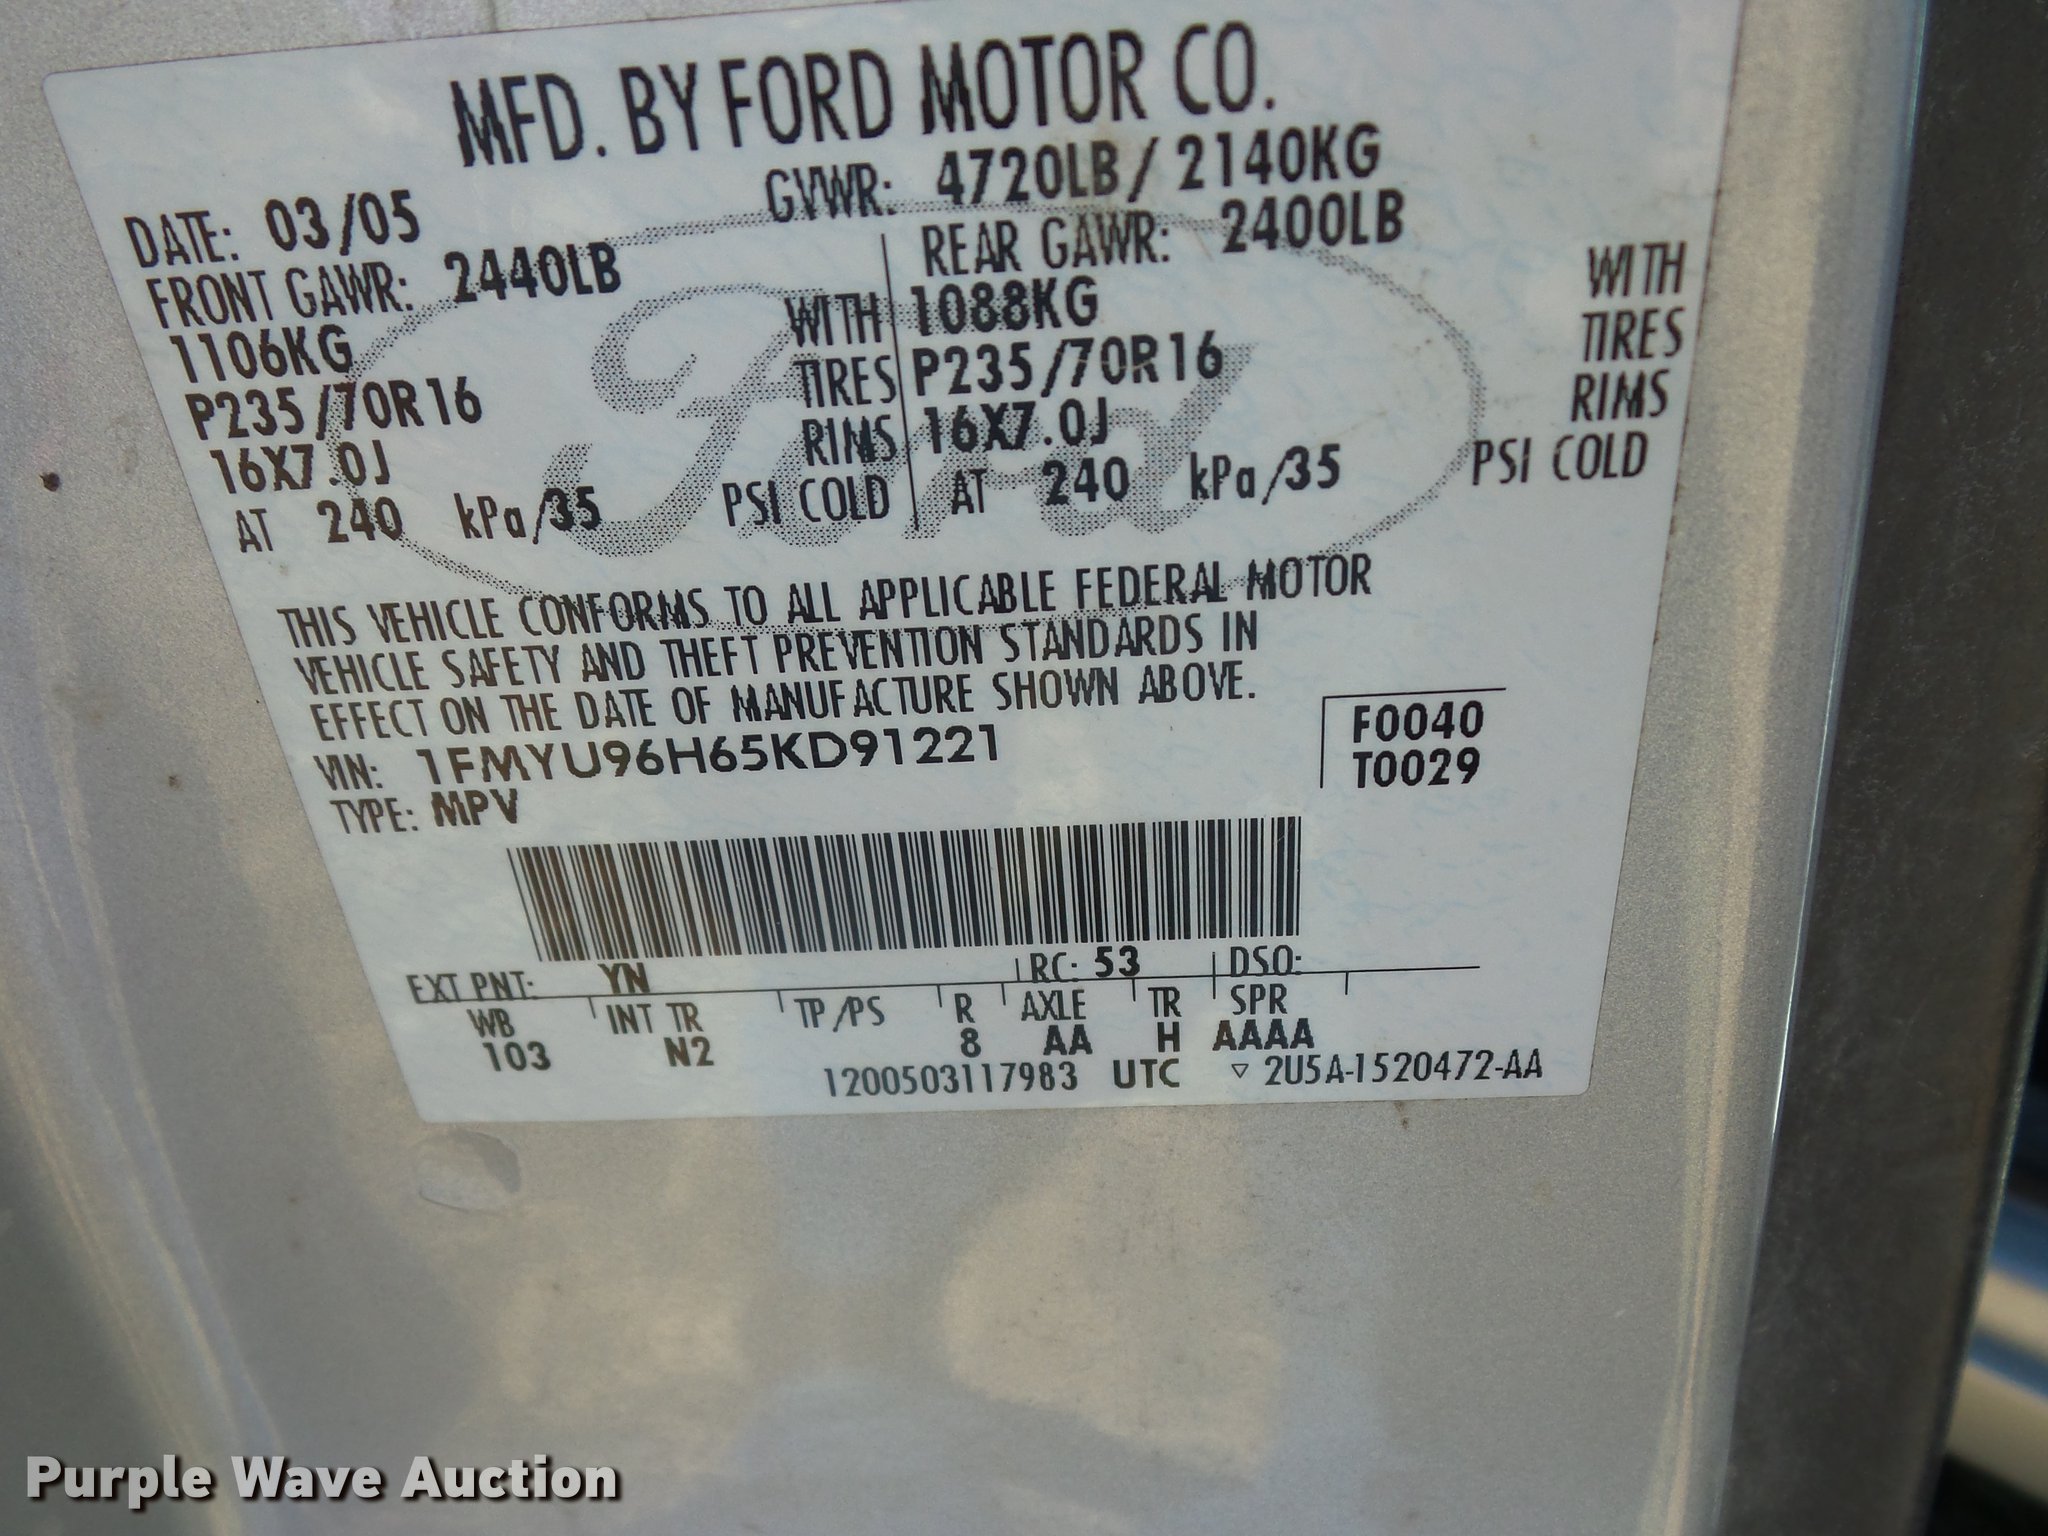 MFD. BY FORD MOTOR CO.
DATE: 03/05 GVWR: 4720LB / 2140KG
FRONT GAWR: 2440LB REAR GAWR: 2400LB
1106KG WITH 1088KG WITH
P235/70R16 TIRES P235/70R16 TIRES
16X7.0J RIMS 16X7.0J RIMS
AT 240 kPa/35 PSI COLD AT 240 kPa/35 PSI COLD
Ford
THIS VEHICLE CONFORMS TO ALL APPLICABLE FEDERAL MOTOR
VEHICLE SAFETY AND THEFT PREVENTION STANDARDS IN
EFFECT ON THE DATE OF MANUFACTURE SHOWN ABOVE.
VIN: 1FMYU96H65KD91221
TYPE: MPV
F0040
T0029
EXT PNT: YN RC: 53 DSO:
WB INT TR TP/PS R AXLE TR SPR
103 N2 8 AA H AAAA
1200503117983 UTC ▽ 2U5A-1520472-AA
Purple Wave Auction